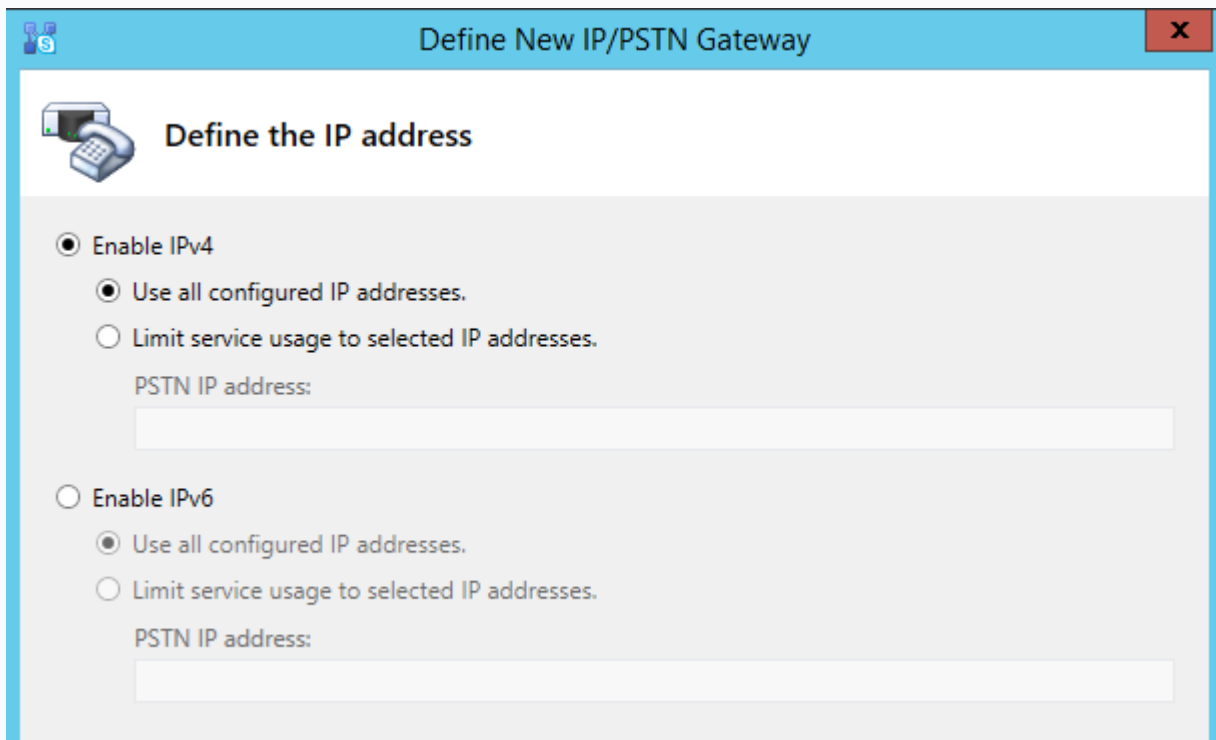 Define New IP/PSTN Gateway
x
Define the IP address
Enable IPv4
Use all configured IP addresses.
Limit service usage to selected IP addresses.
PSTN IP address:
Enable IPv6
Use all configured IP addresses.
Limit service usage to selected IP addresses.
PSTN IP address: